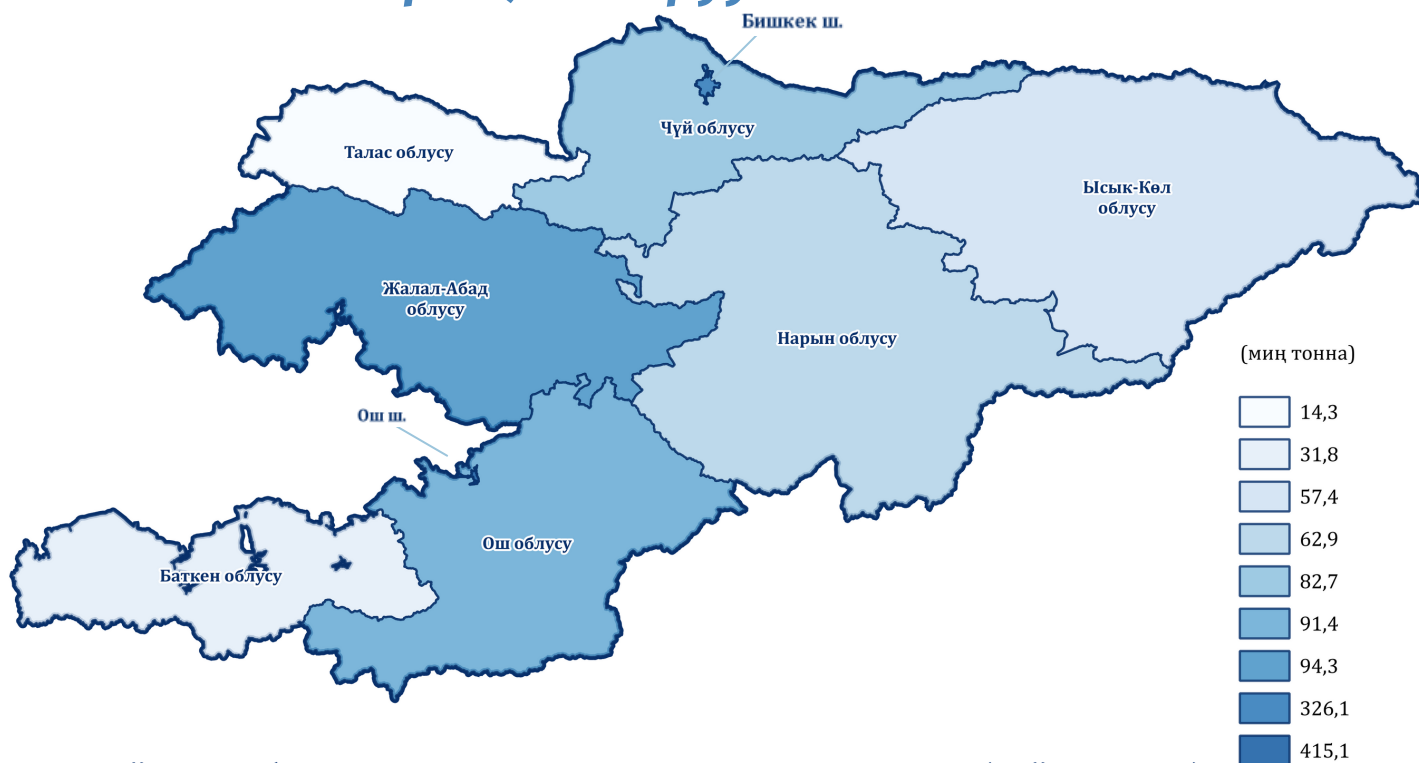 Бишкек ш.
Чүй облусу
Талас облусу
Ысык-Көл
облусу
Жалал-Абад
облусу
Нарын облусу
(миң тонна)
Ош ш.
Ош облусу
Баткен облусу
14,3
31,8
57,4
62,9
82,7
91,4
94,3
326,1
415,1